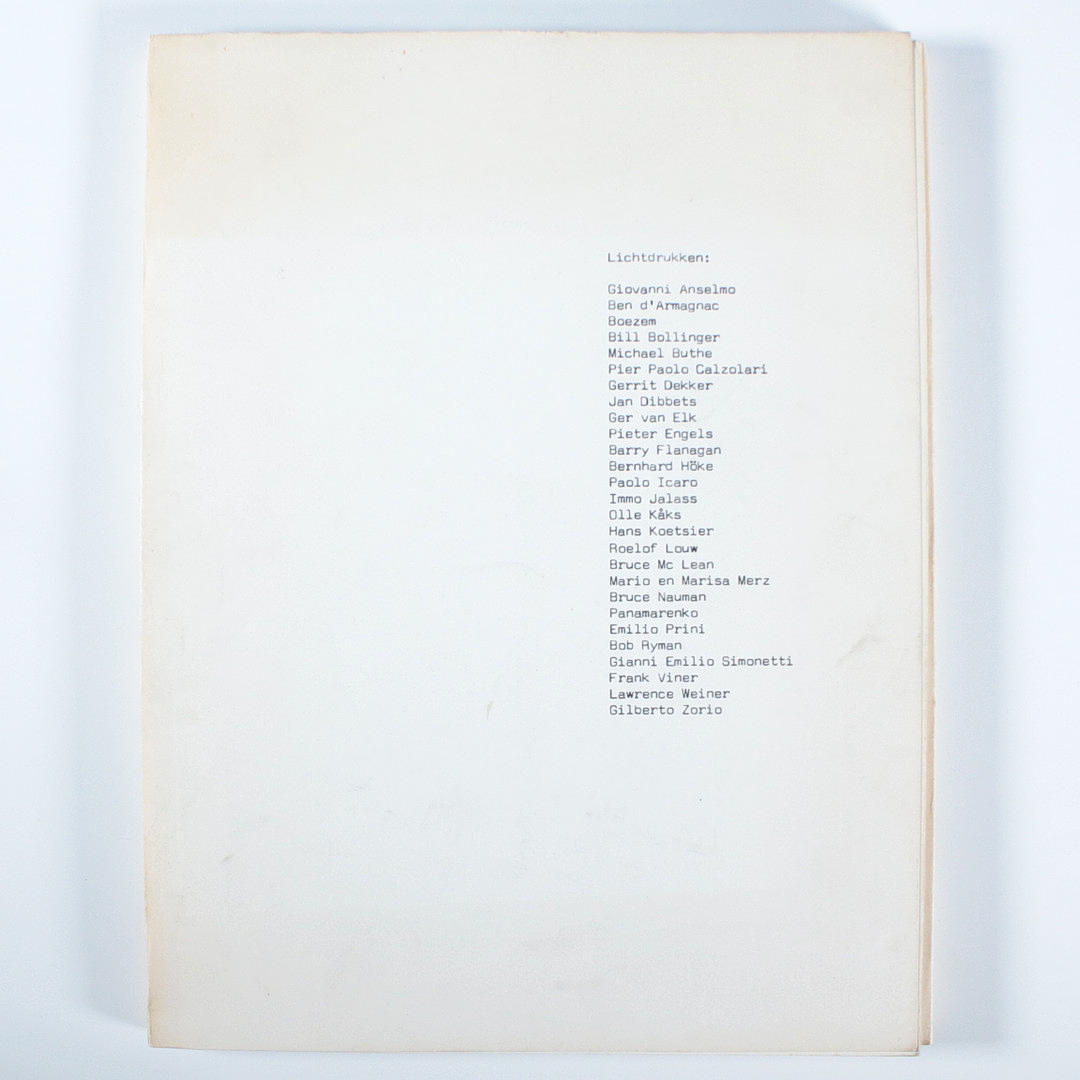 Lichtdrukken:
Giovanni Anselmo
Ben d'Armagnac
Boezem
Bill Bollinger
Michael Buthe
Pier Paolo Calzolari
Gerrit Dekker
Jan Dibbets
Ger van Elk
Pieter Engels
Barry Flanagan
Bernhard Höke
Paolo Icaro
Immo Jalass
Olle Kåks
Hans Koetsier
Roelof Louw
Bruce Mc Lean
Mario en Marisa Merz
Bruce Nauman
Panamarenko
Emilio Prini
Bob Ryman
Gianni Emilio Simonetti
Frank Viner
Lawrence Weiner
Gilberto Zorio